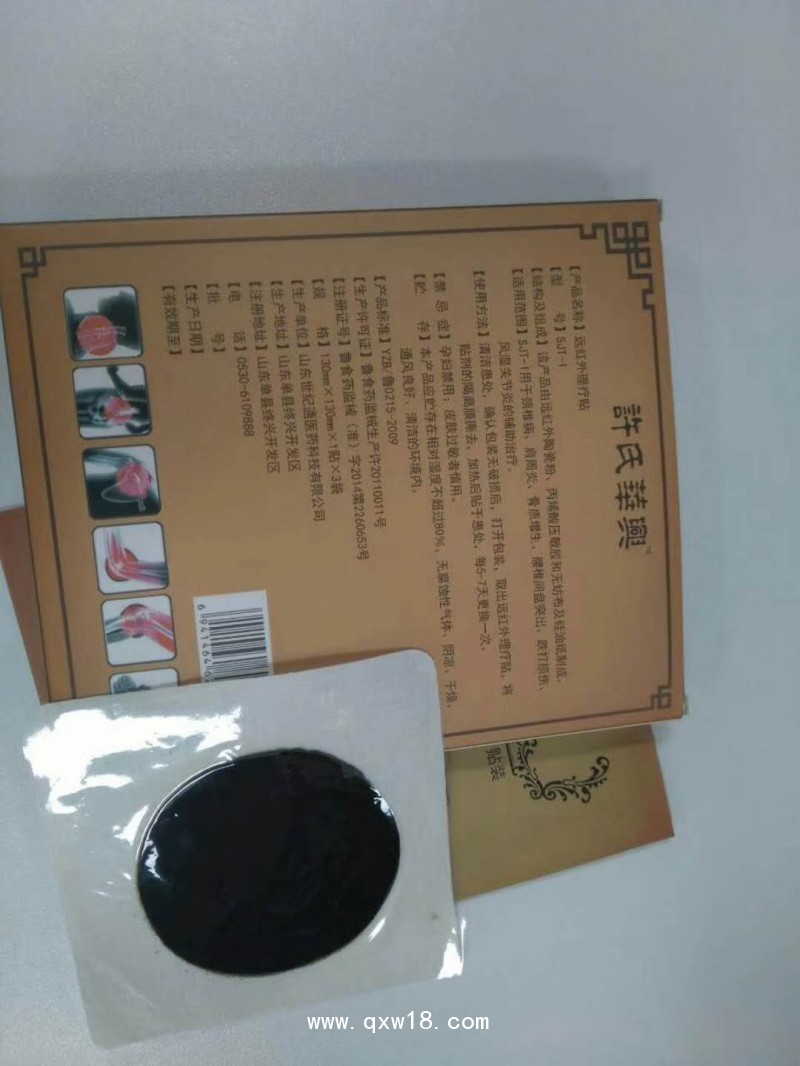 許氏華興
TM
【产品名称】远红外理疗贴
【型 号】SJT-I
【结构及组成】该产品由远红外陶瓷粉、丙烯酸压敏胶和无纺布及硅油纸制成。
【适用范围】SJT-I用于颈椎病、肩周炎、骨质增生、腰椎间盘突出、跌打损伤、
风湿关节炎的辅助治疗。
【使用方法】清洁患处，确认包装无破损后，打开包装，取出远红外理疗贴，将
贴剂的隔离膜撕去，加热后贴于患处，每5-7天更换一次。
【禁 忌 症】孕妇禁用，皮肤过敏者慎用。
【贮 存】本产品应贮存在相对湿度不超过80%，无腐蚀性气体、阴凉、干燥、
通风良好、清洁的环境内。
【产品标准】YZB/鲁0215-2009
【生产许可证】鲁食药监械生产许20110011号
【注册证号】鲁食药监械（准）字2014第2260653号
【规 格】130mm×130mm×1贴×3袋
【生产单位】山东世纪通医药科技有限公司
【生产地址】山东单县终兴开发区
【注册地址】山东单县终兴开发区
【电 话】0530-6109888
【批 号】
【生产日期】
【有效期至】
6 941464 6
贴装
www.qxw18.com